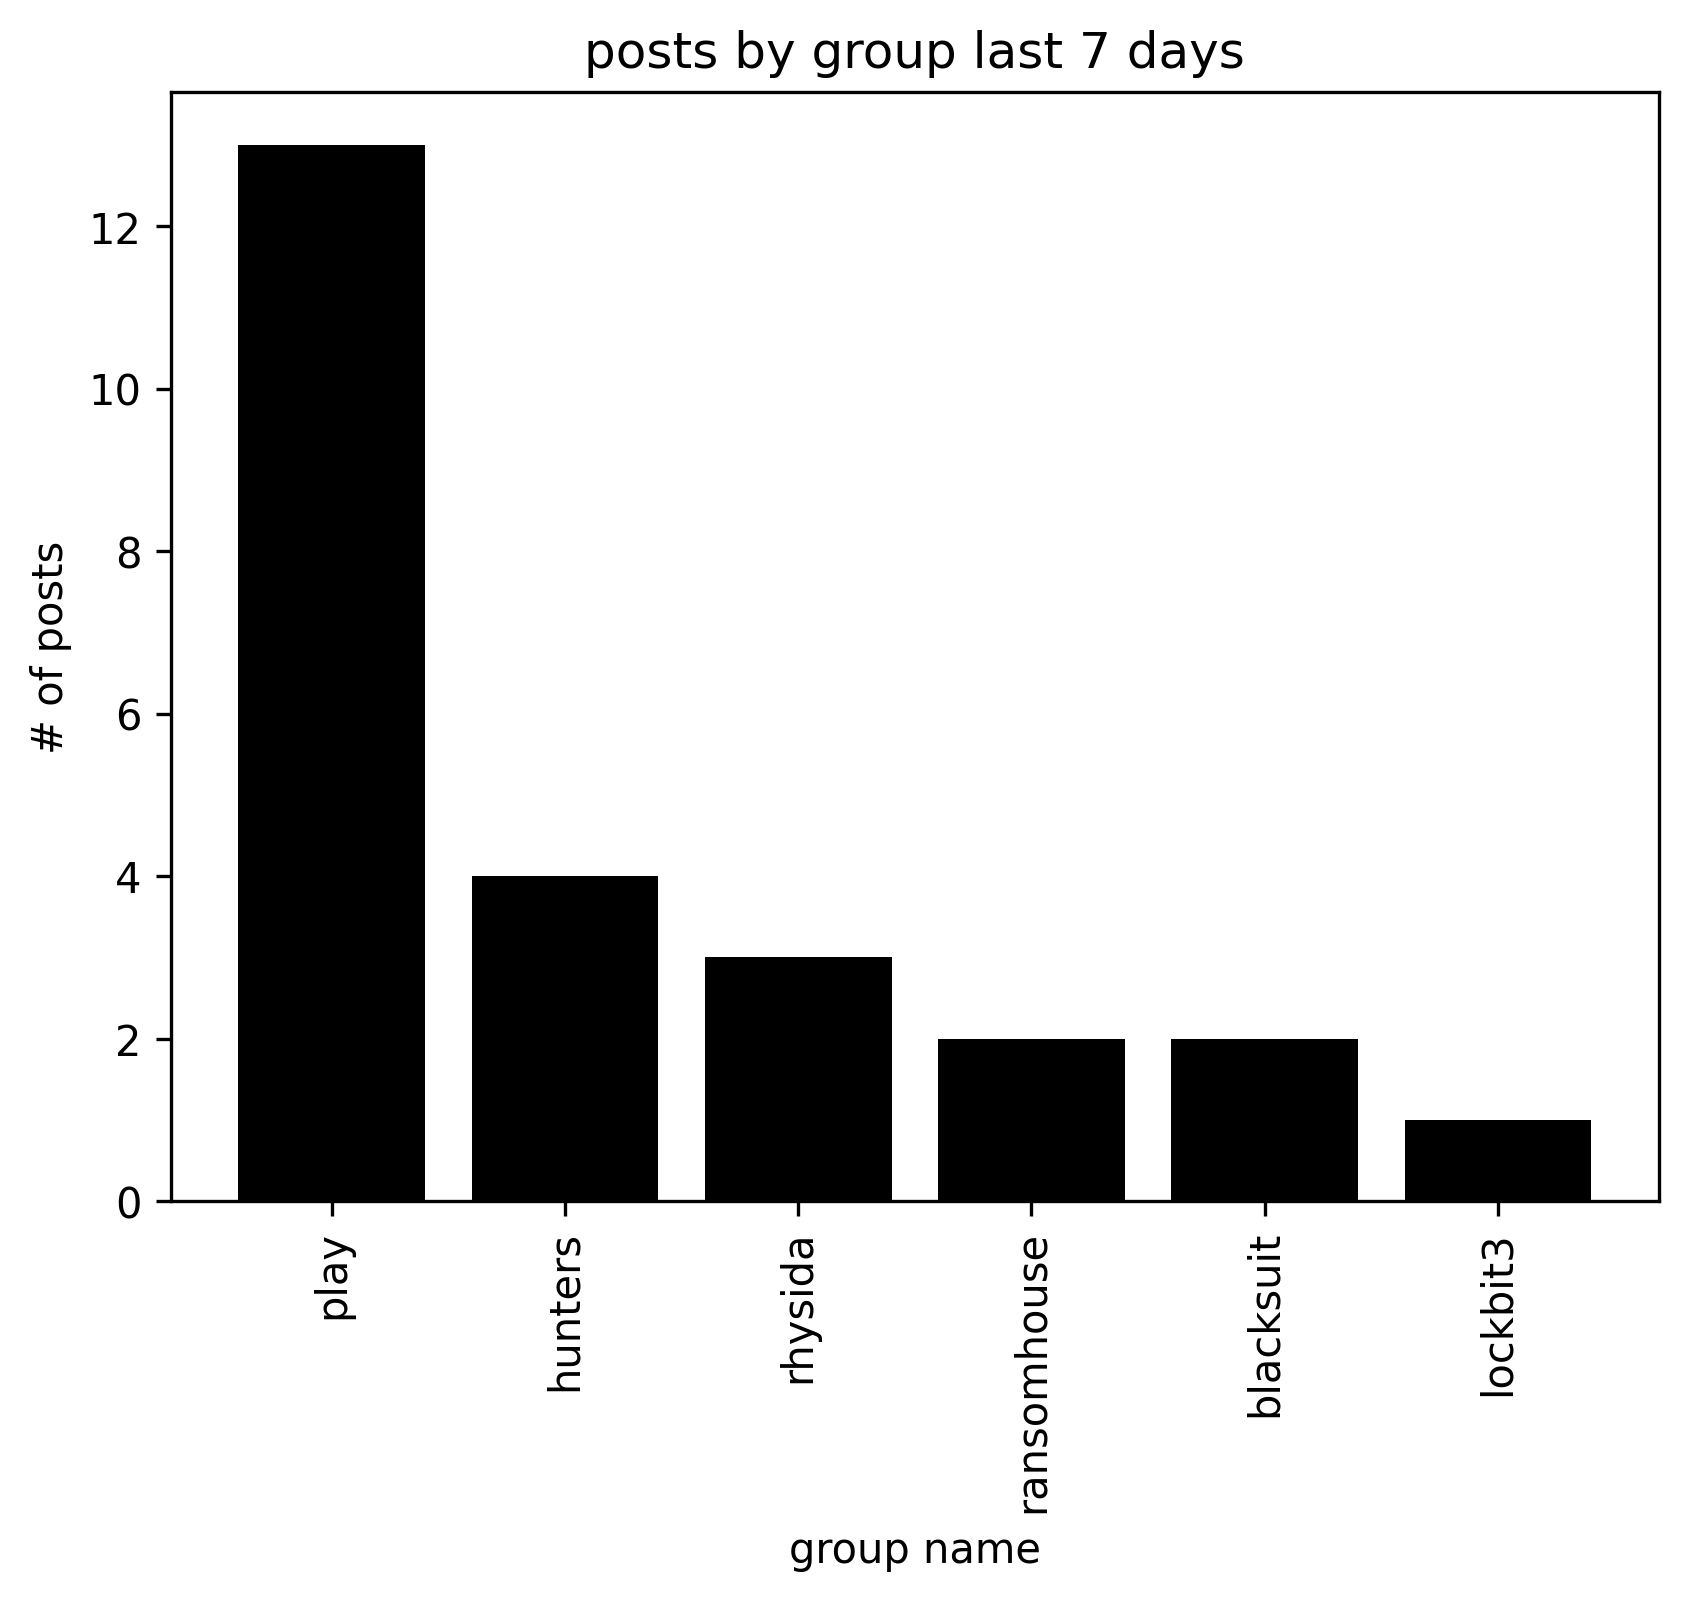 posts by group last 7 days
# of posts
12
10
8
6
4
2
0
play
hunters
rhysida
ransomhouse
blacksuit
lockbit3
group name